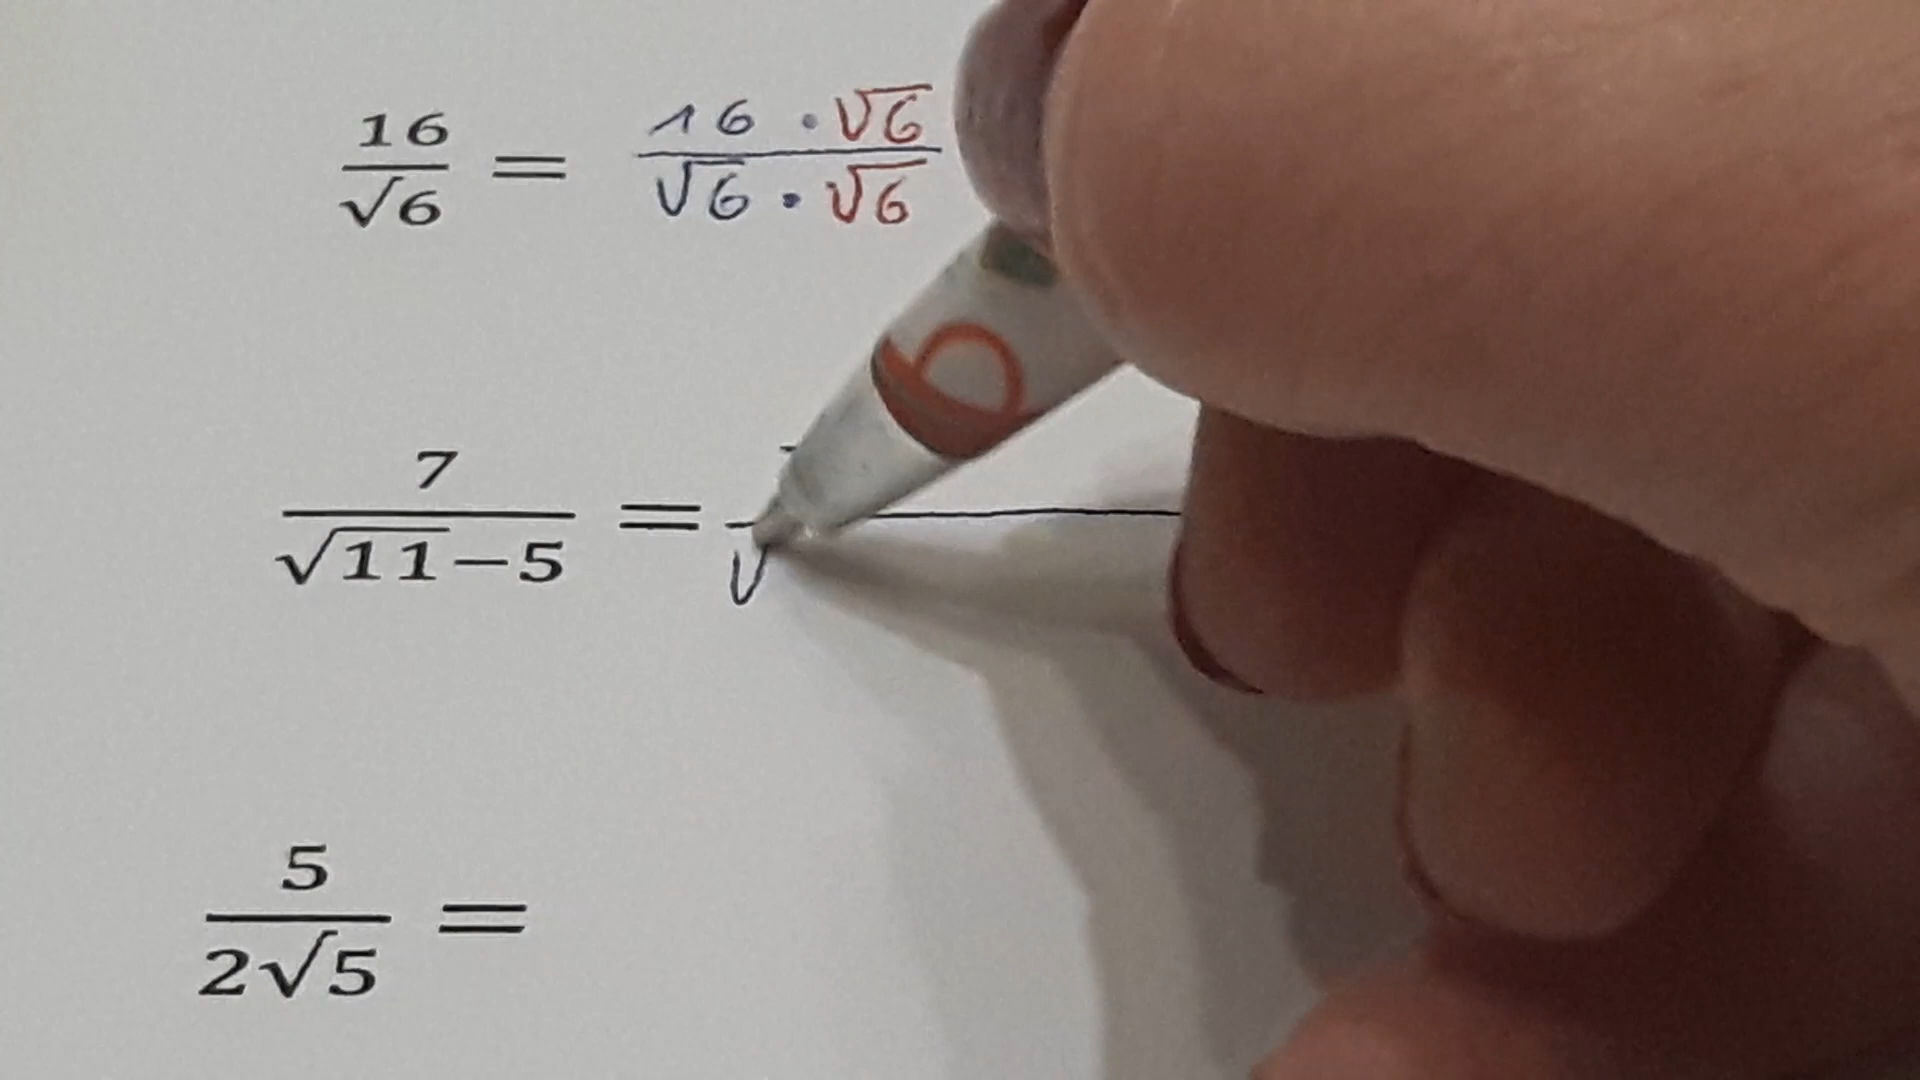 16/√6 = 16 · √6 / √6 · √6
7/√11−5 = √
5/2√5 =